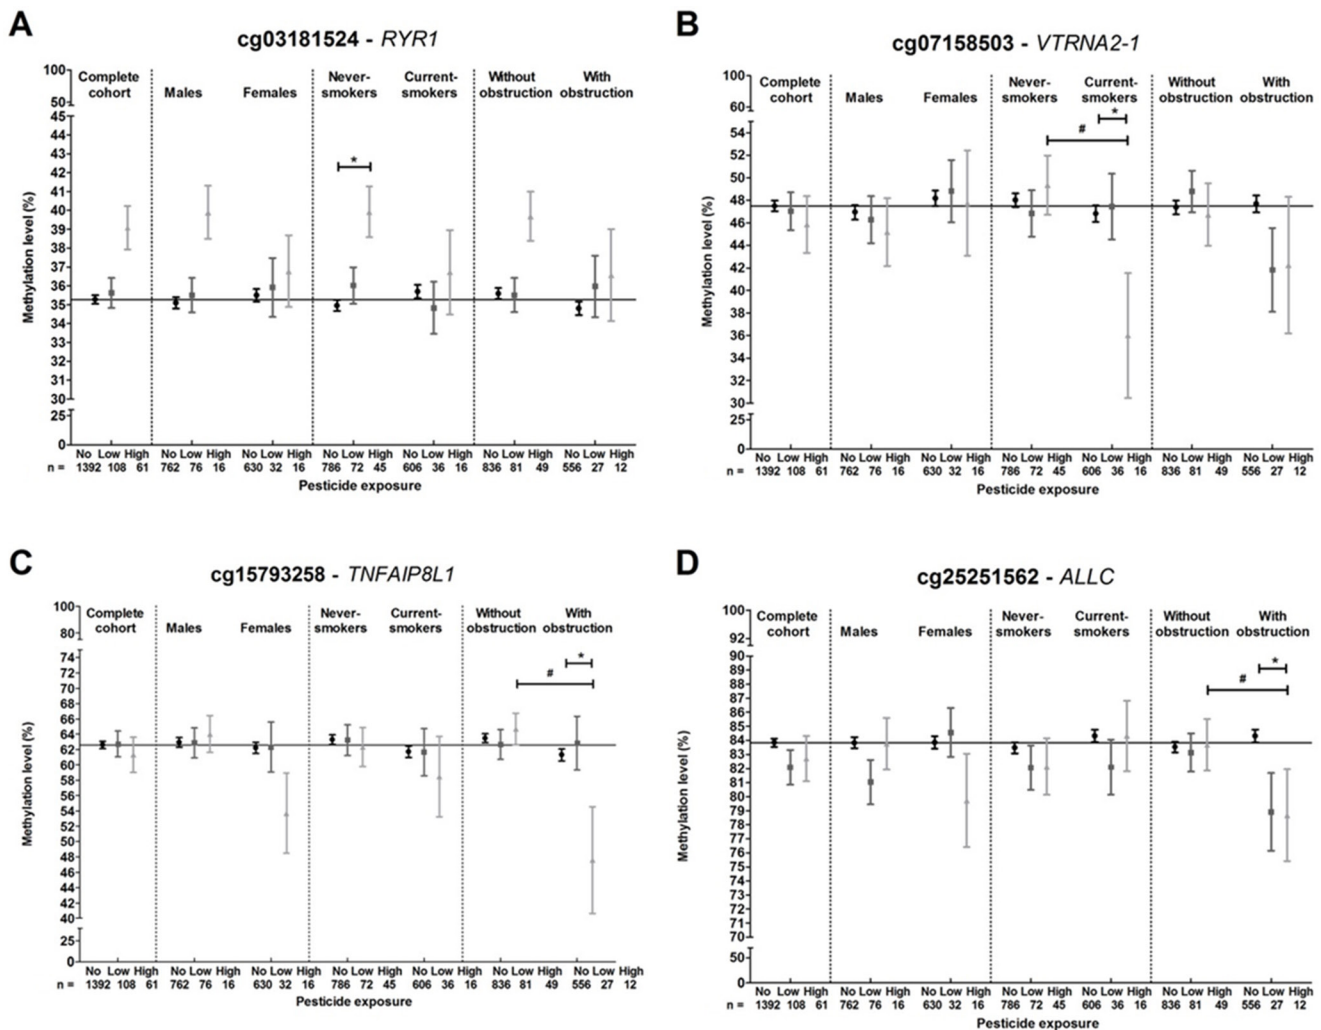 A
cg03181524 - RYR1
Complete cohort
Males
Females
Never-smokers
Current-smokers
Without obstruction
With obstruction
Methylation level (%)
100
50
45
44
43
42
41
40
39
38
37
36
35
34
33
32
31
30
25
0
No Low High No Low High No Low High No Low High No Low High No Low High No Low High
n = 1392 108 61 762 76 16 630 32 16 786 72 45 606 36 16 836 81 49 556 27 12
Pesticide exposure
B
cg07158503 - VTRNA2-1
Complete cohort
Males
Females
Never-smokers
Current-smokers
Without obstruction
With obstruction
*
#
Methylation level (%)
100
60
54
52
50
48
46
44
42
40
38
36
34
32
30
25
0
No Low High No Low High No Low High No Low High No Low High No Low High No Low High
n = 1392 108 61 762 76 16 630 32 16 786 72 45 606 36 16 836 81 49 556 27 12
Pesticide exposure
C
cg15793258 - TNFAIP8L1
Complete cohort
Males
Females
Never-smokers
Current-smokers
Without obstruction
With obstruction
*
#
Methylation level (%)
100
80
74
72
70
68
66
64
62
60
58
56
54
52
50
48
46
44
42
40
25
0
No Low High No Low High No Low High No Low High No Low High No Low High No Low High
n = 1392 108 61 762 76 16 630 32 16 786 72 45 606 36 16 836 81 49 556 27 12
Pesticide exposure
D
cg25251562 - ALLC
Complete cohort
Males
Females
Never-smokers
Current-smokers
Without obstruction
With obstruction
*
#
Methylation level (%)
100
92
90
89
88
87
86
85
84
83
82
81
80
79
78
77
76
75
74
73
72
71
70
50
0
No Low High No Low High No Low High No Low High No Low High No Low High No Low High
n = 1392 108 61 762 76 16 630 32 16 786 72 45 606 36 16 836 81 49 556 27 12
Pesticide exposure